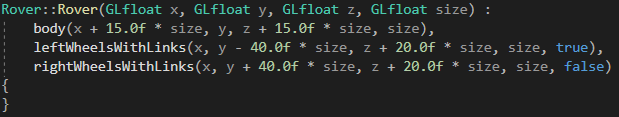 Rover::Rover(GLfloat x, GLfloat y, GLfloat z, GLfloat size) :
    body(x + 15.0f * size, y, z + 15.0f * size, size),
    leftWheelsWithLinks(x, y - 40.0f * size, z + 20.0f * size, size, true),
    rightWheelsWithLinks(x, y + 40.0f * size, z + 20.0f * size, size, false)
{
}